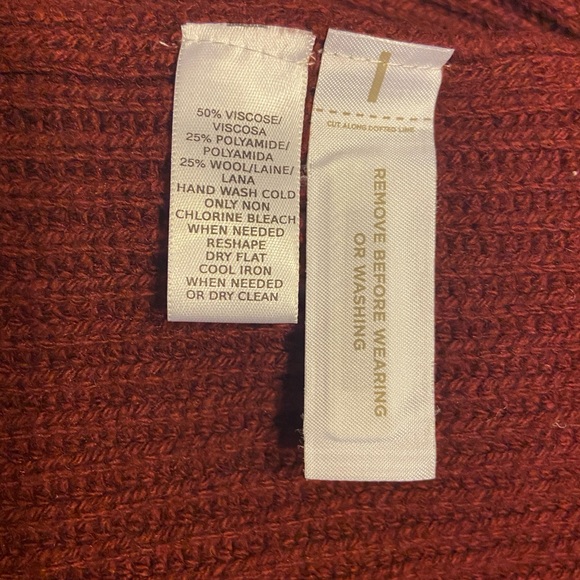 50% VISCOSE/
VISCOSA
25% POLYAMIDE/
POLYAMIDA
25% WOOL/LAINE/
LANA
HAND WASH COLD
ONLY NON
CHLORINE BLEACH
WHEN NEEDED
RESHAPE
DRY FLAT
COOL IRON
WHEN NEEDED
OR DRY CLEAN
CUT ALONG DOTTED LINE
REMOVE BEFORE WEARING
OR WASHING